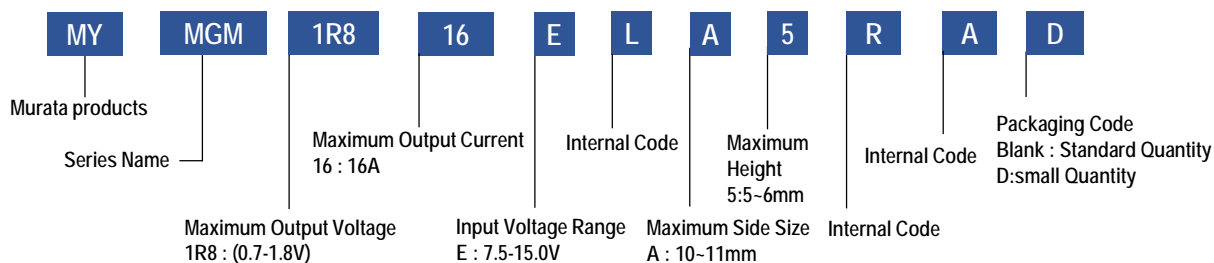 MY MGM 1R8 16 E L A 5 R A D
Murata products
Series Name
Maximum Output Voltage
1R8 : (0.7-1.8V)
Maximum Output Current
16 : 16A
Input Voltage Range
E : 7.5-15.0V
Internal Code
Maximum Side Size
A : 10~11mm
Maximum
Height
5:5~6mm
Internal Code
Internal Code
Packaging Code
Blank : Standard Quantity
D:small Quantity